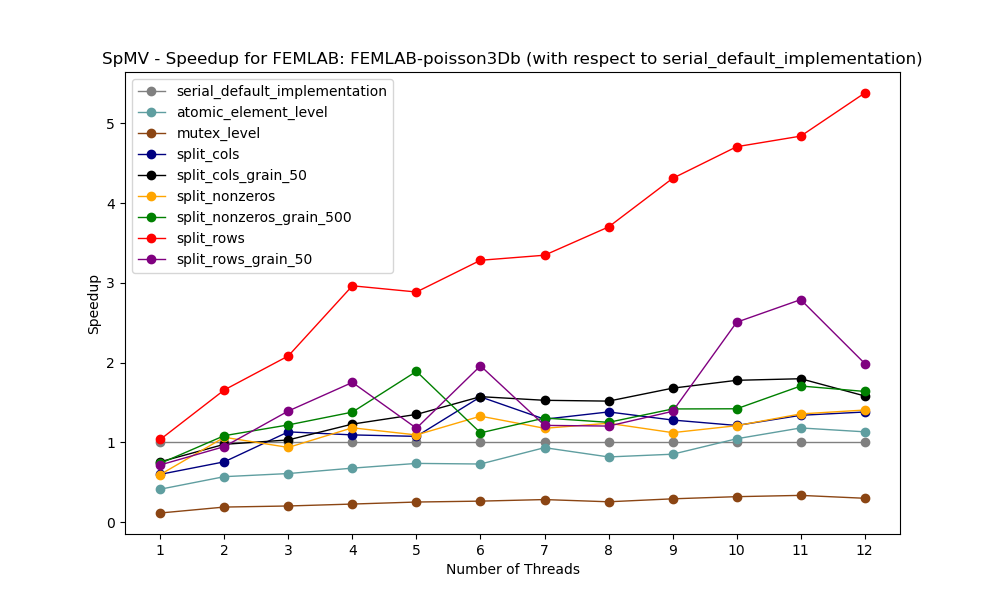 SpMV - Speedup for FEMLAB: FEMLAB-poisson3Db (with respect to serial_default_implementation)
serial_default_implementation
atomic_element_level
mutex_level
split_cols
split_cols_grain_50
split_nonzeros
split_nonzeros_grain_500
split_rows
split_rows_grain_50
Speedup
5
4
3
2
1
0
1 2 3 4 5 6 7 8 9 10 11 12
Number of Threads